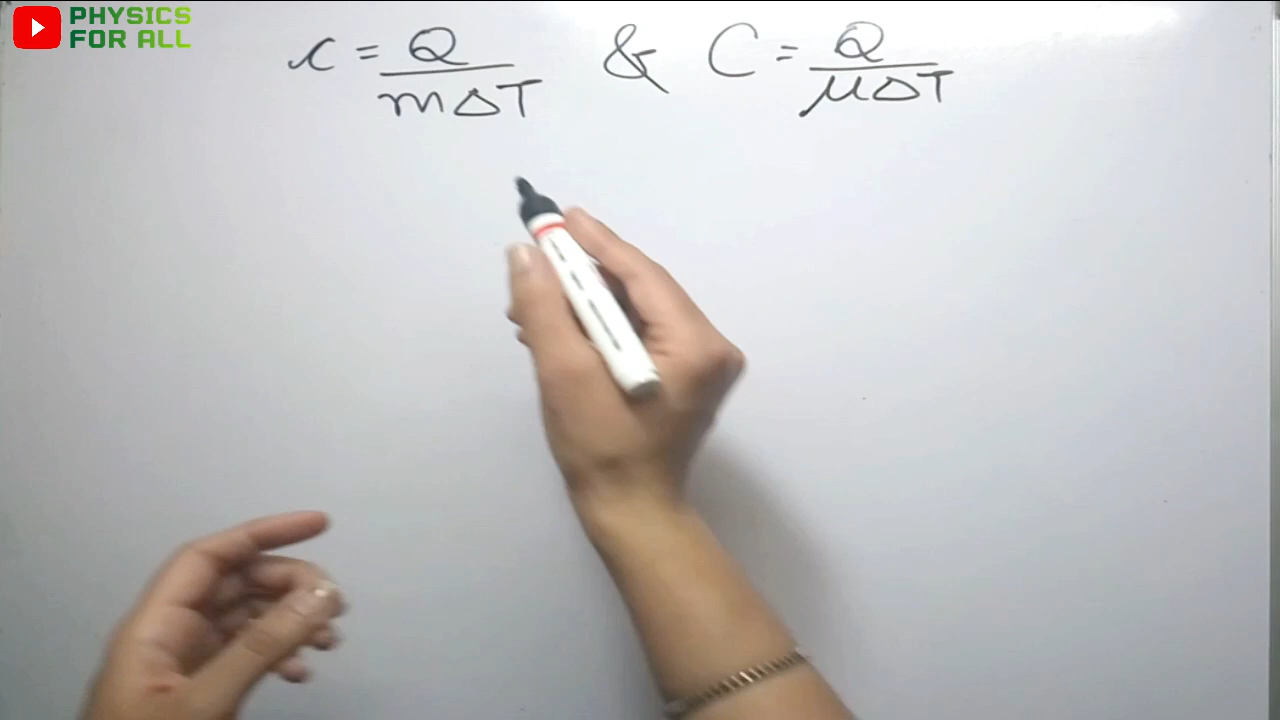 PHYSICS
FOR ALL
c = Q/mΔT & C = Q/μΔT